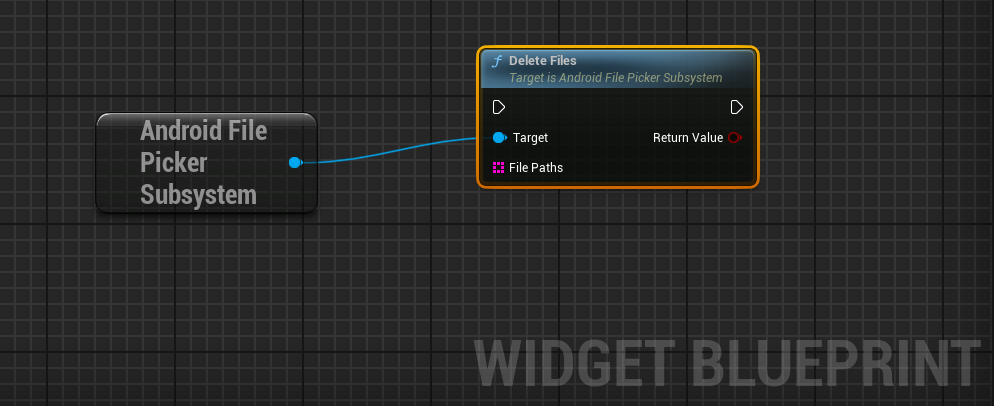 Delete Files
Target is Android File Picker Subsystem
Android File
Picker
Subsystem
Target
Return Value
File Paths
WIDGET BLUEPRINT